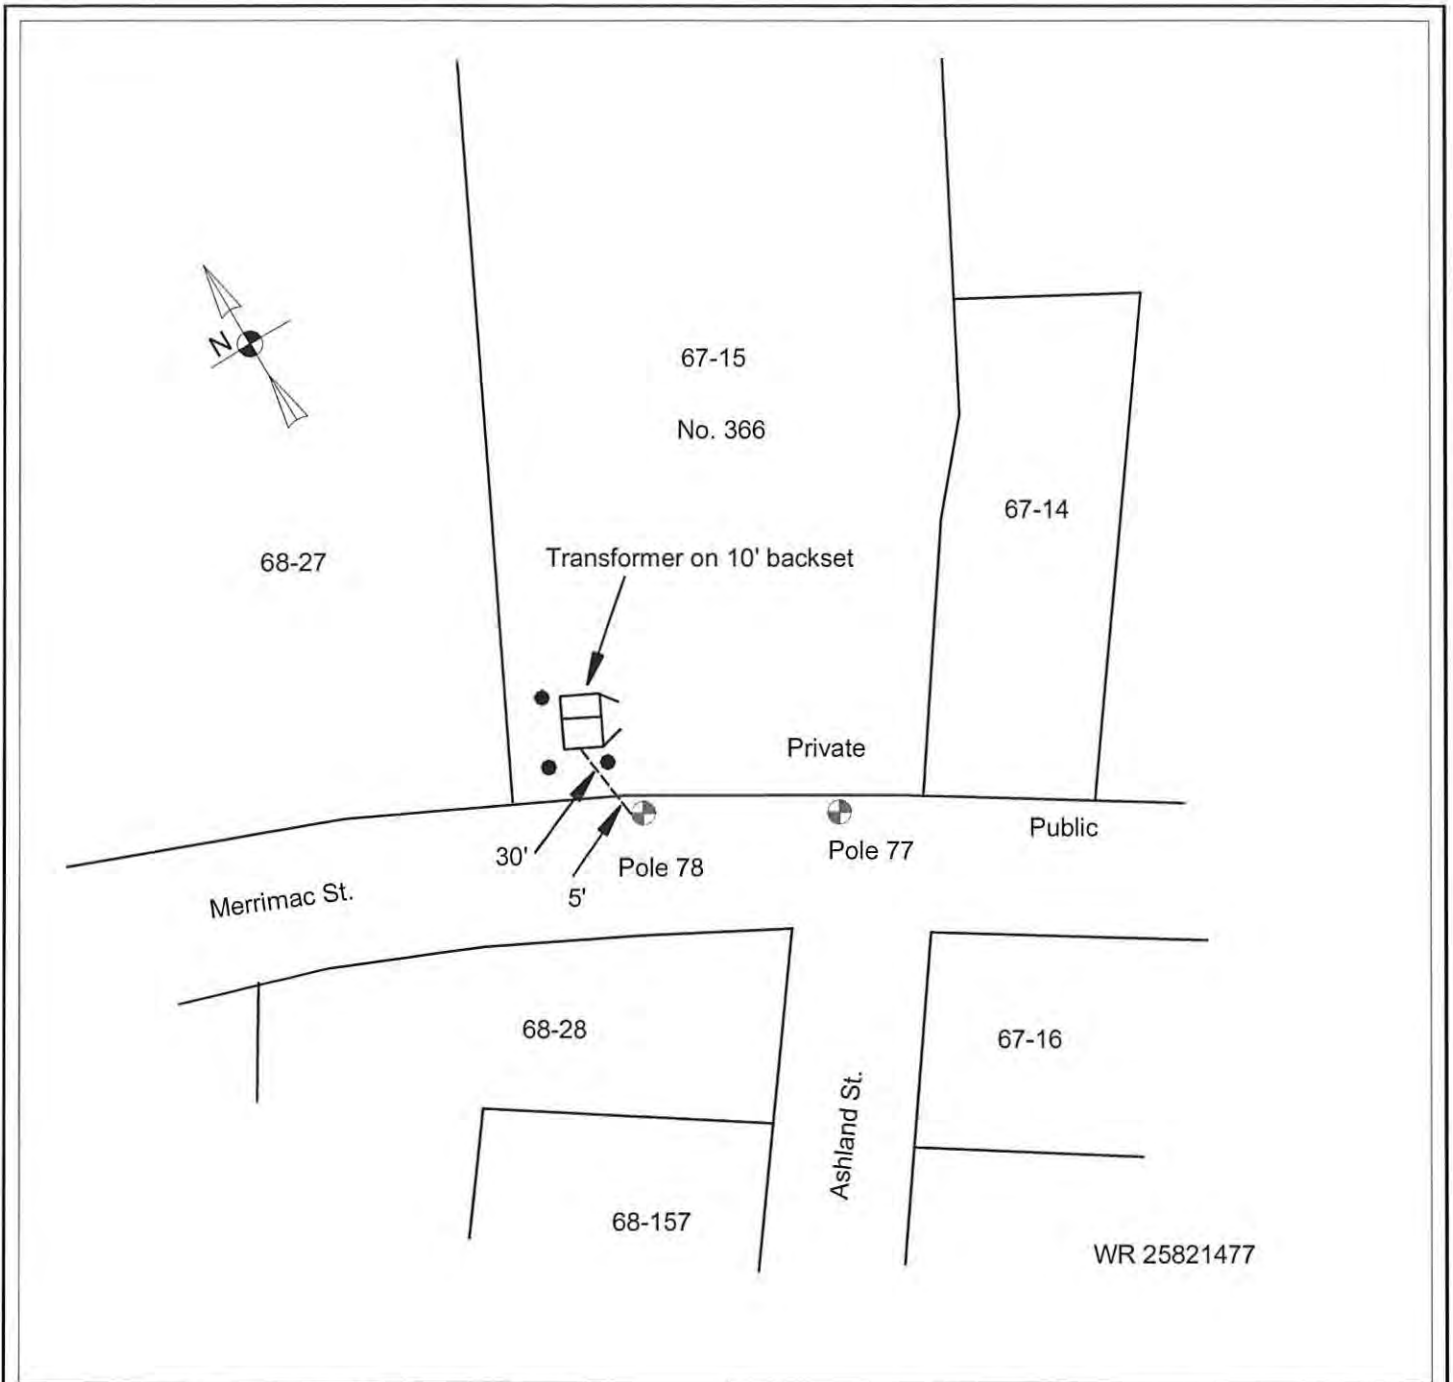 N
67-15
No. 366
67-14
68-27
Transformer on 10' backset
Private
Public
30'
5'
Pole 78
Pole 77
Merrimac St.
68-28
67-16
Ashland St.
68-157
WR 25821477